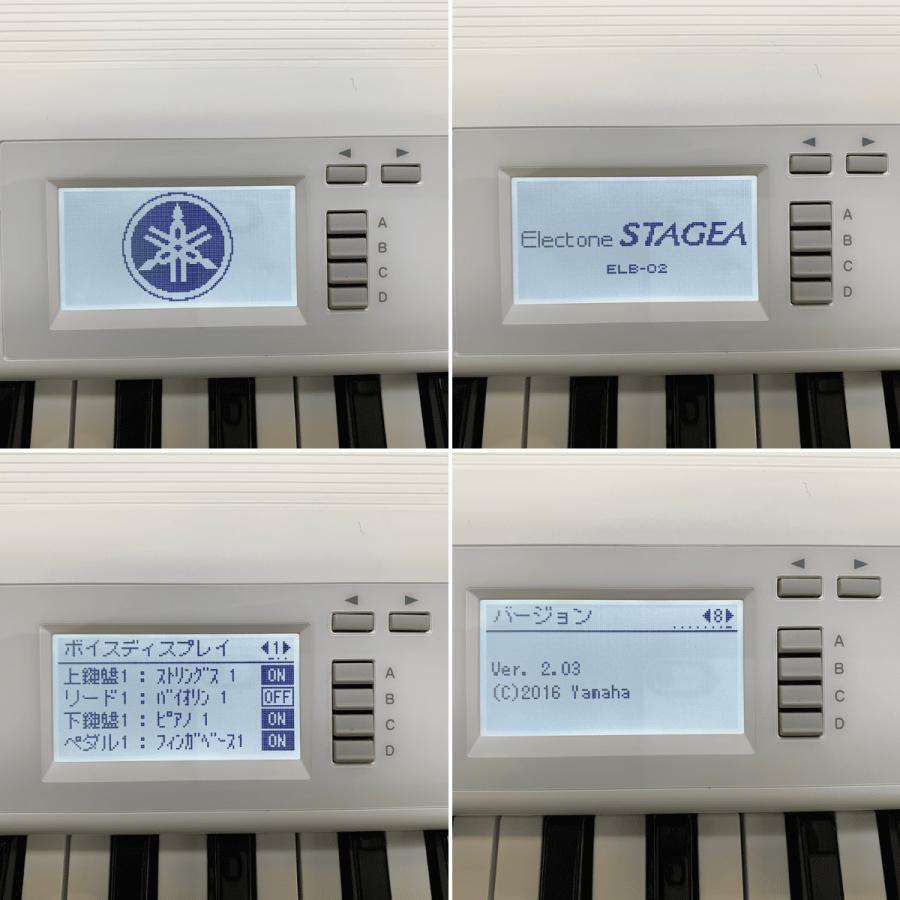 ◀ ▶
A
B
C
D
◀ ▶
Electone STAGEA
ELB-02
A
B
C
D
◀ ▶
ボイスディスプレイ ◀1▶
上鍵盤1 : ストリングス 1 ON
リード1 : バイオリン 1 OFF
下鍵盤1 : ピアノ 1 ON
ペダル1 : フィンガベース1 ON
A
B
C
D
◀ ▶
バージョン ◀8▶
Ver. 2.03
(C)2016 Yamaha
A
B
C
D